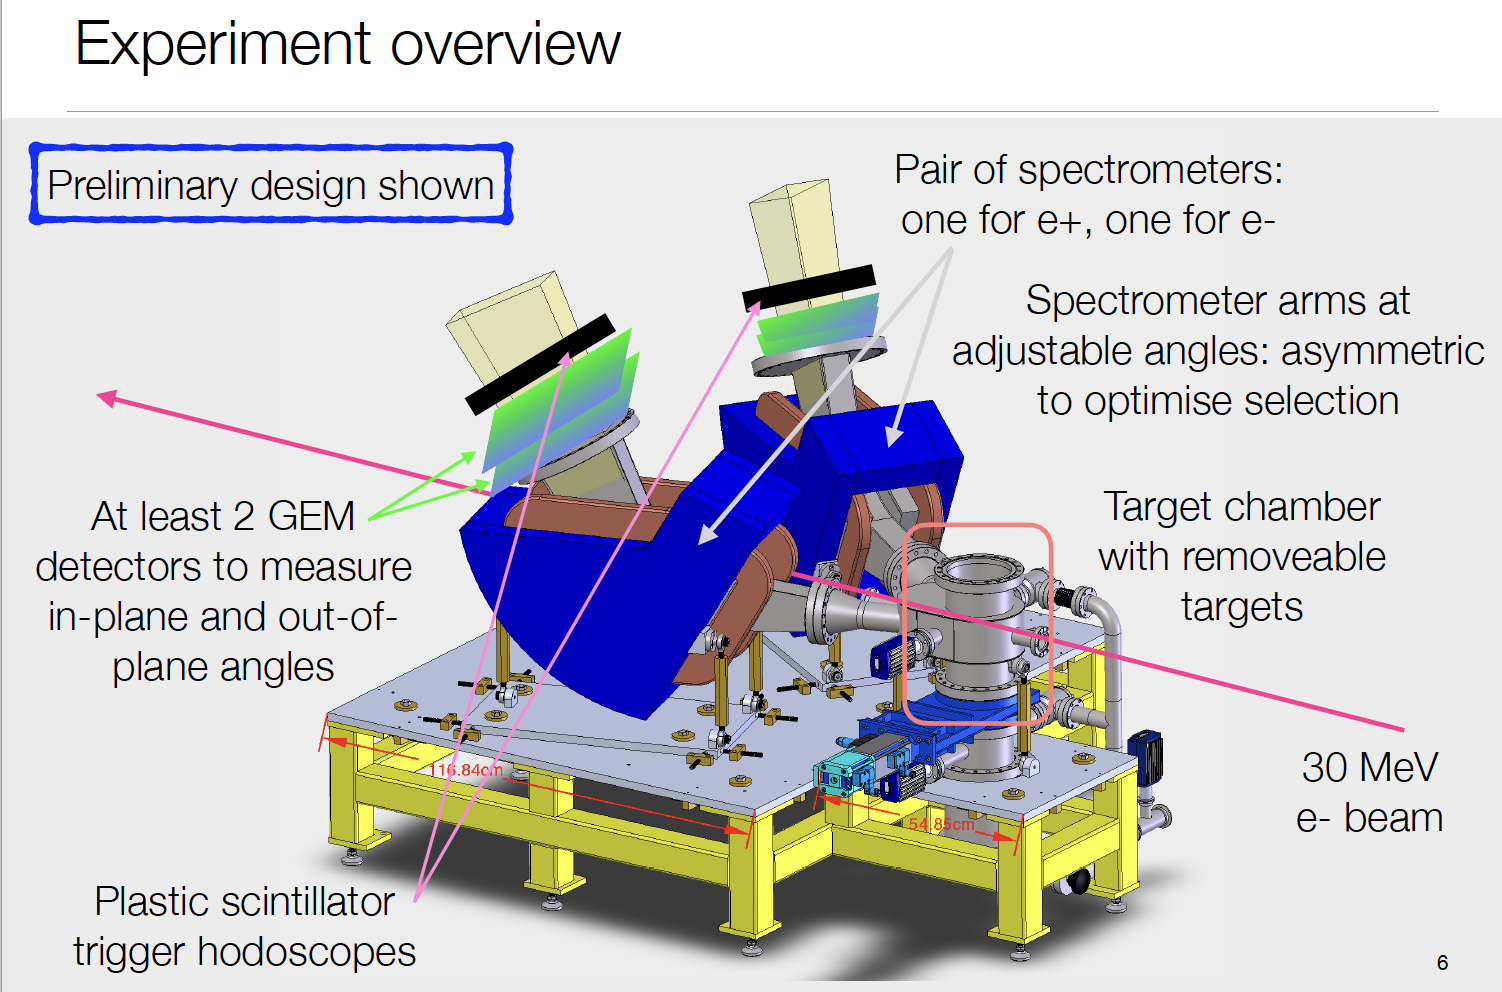 Experiment overview
Preliminary design shown
Pair of spectrometers:
one for e+, one for e-
Spectrometer arms at
adjustable angles: asymmetric
to optimise selection
At least 2 GEM
detectors to measure
in-plane and out-of-
plane angles
Target chamber
with removeable
targets
116.84cm
54.85cm
30 MeV
e- beam
Plastic scintillator
trigger hodoscopes
6